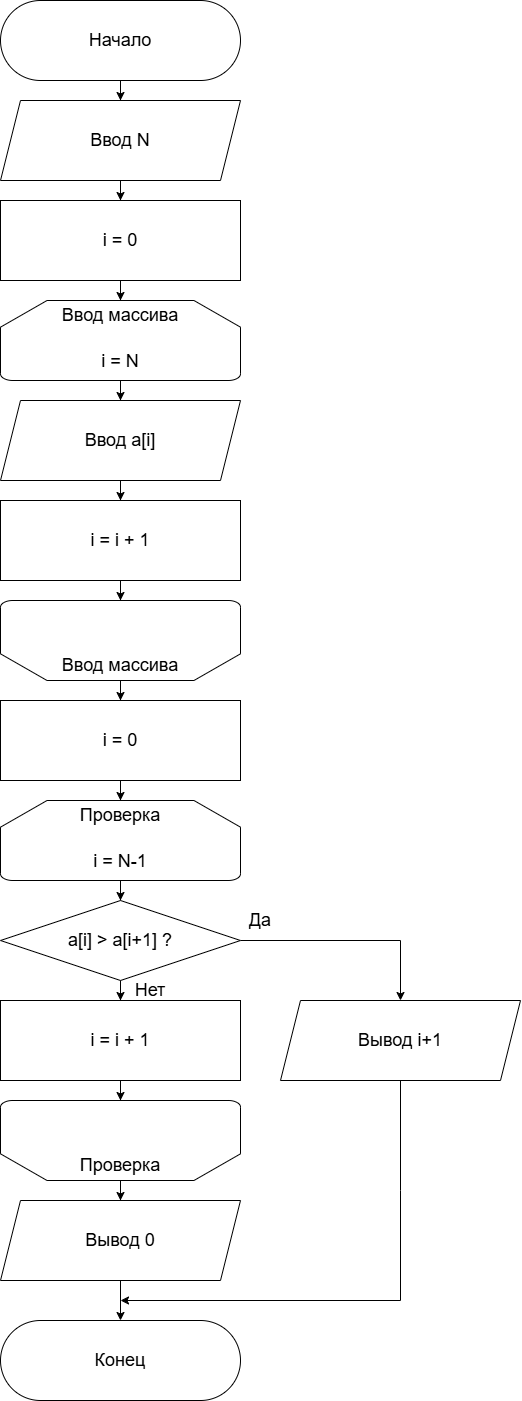 Начало
Ввод N
i = 0
Ввод массива
i = N
Ввод a[i]
i = i + 1
Ввод массива
i = 0
Проверка
i = N-1
a[i] > a[i+1] ?
Да
Нет
i = i + 1
Вывод i+1
Проверка
Вывод 0
Конец